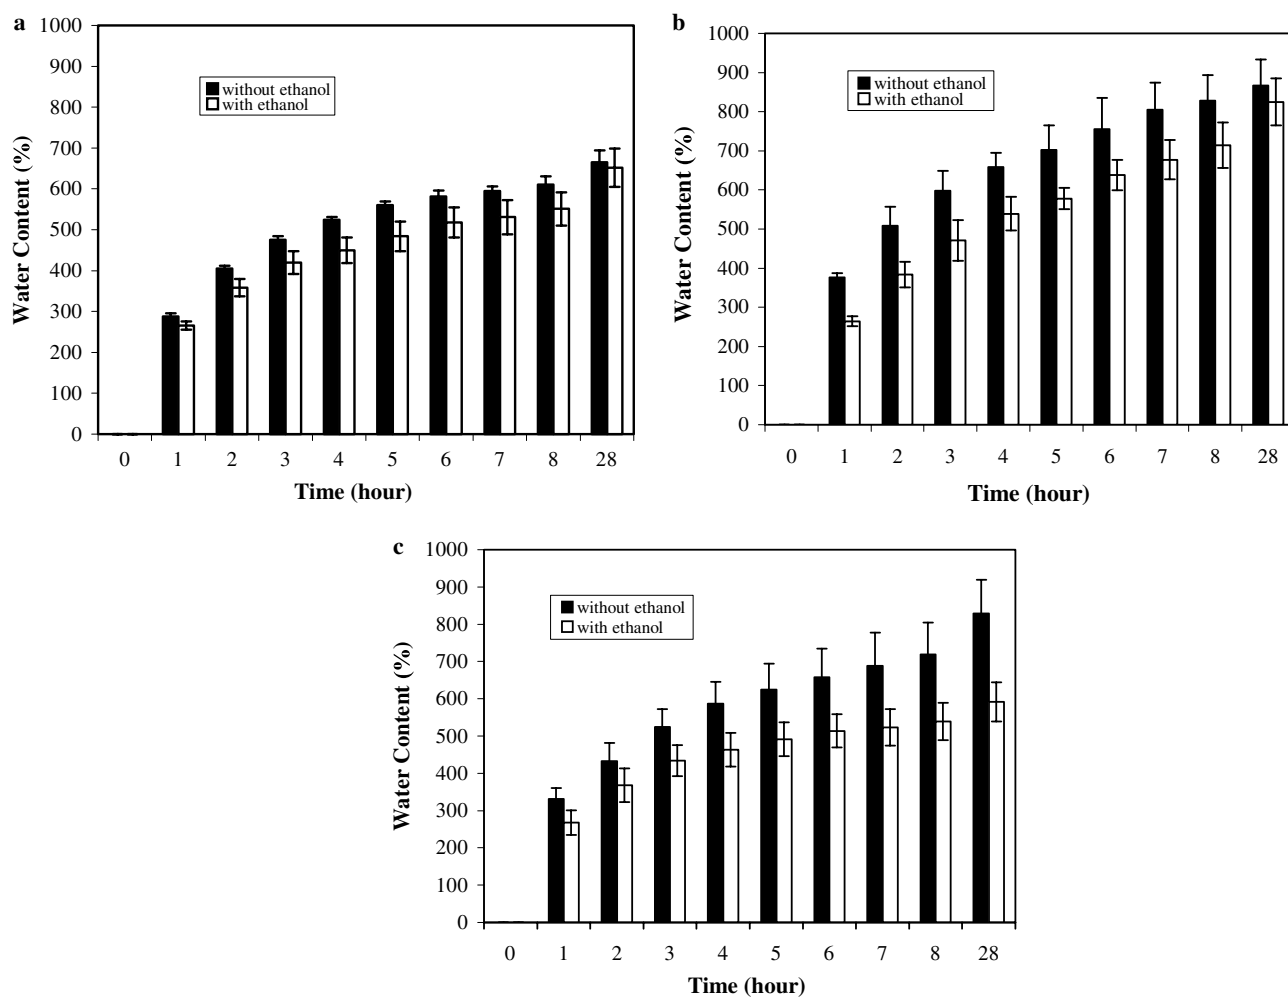 a
1000
900
800
700
600
500
400
300
200
100
0
Water Content (%)
without ethanol
with ethanol
0 1 2 3 4 5 6 7 8 28
Time (hour)
b
1000
900
800
700
600
500
400
300
200
100
0
Water Content (%)
without ethanol
with ethanol
0 1 2 3 4 5 6 7 8 28
Time (hour)
c
1000
900
800
700
600
500
400
300
200
100
0
Water Content (%)
without ethanol
with ethanol
0 1 2 3 4 5 6 7 8 28
Time (hour)